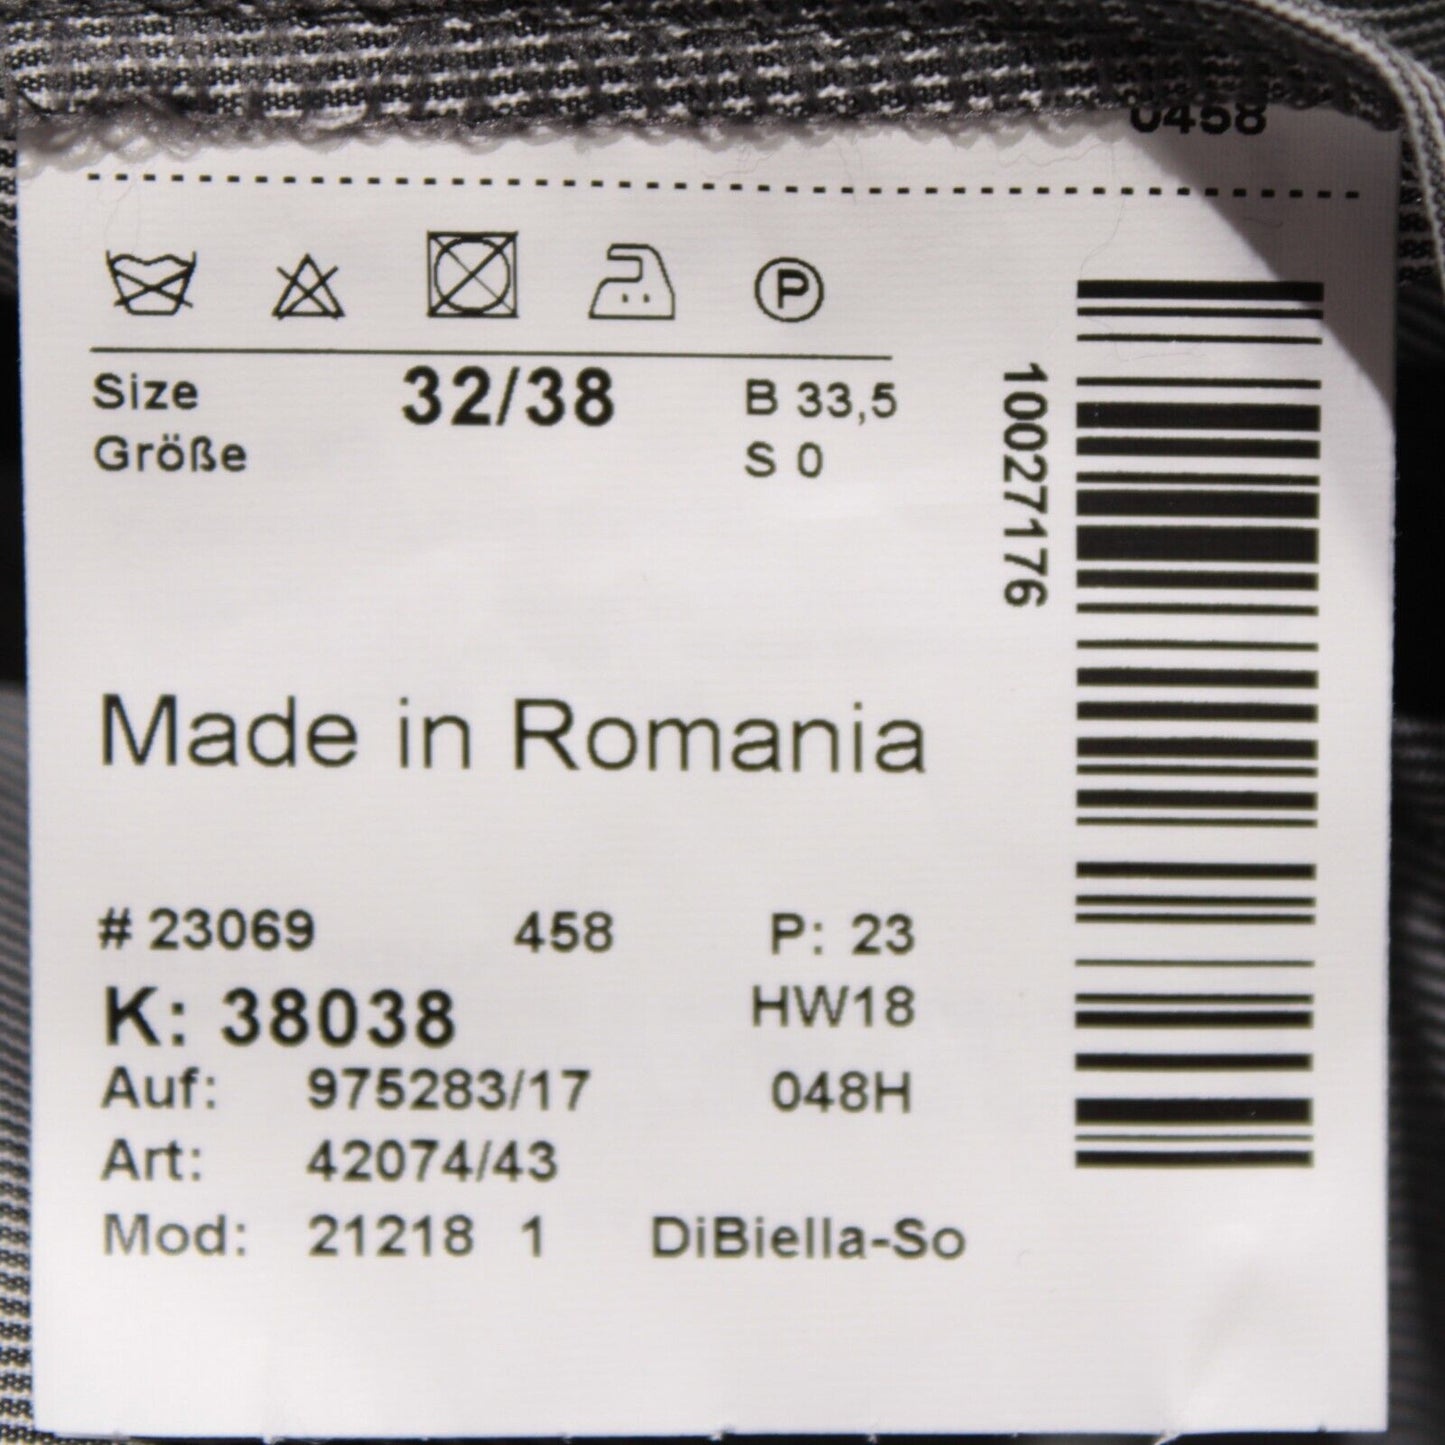 0458
P
Size 32/38 B 33,5
Größe S 0
10027176
Made in Romania
# 23069 458 P: 23
K: 38038 HW18
Auf: 975283/17 048H
Art: 42074/43
Mod: 21218 1 DiBiella-So